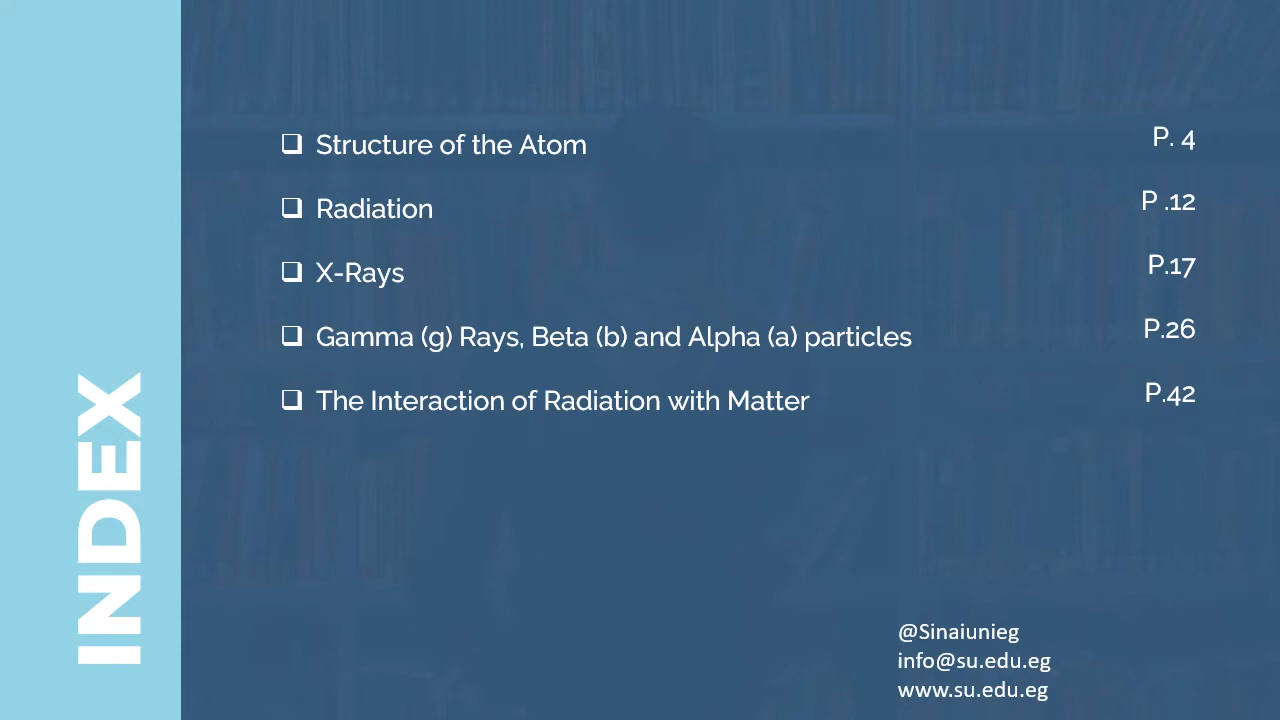 INDEX
❑ Structure of the Atom P. 4
❑ Radiation P .12
❑ X-Rays P.17
❑ Gamma (g) Rays, Beta (b) and Alpha (a) particles P.26
❑ The Interaction of Radiation with Matter P.42
@Sinaiunieg
info@su.edu.eg
www.su.edu.eg